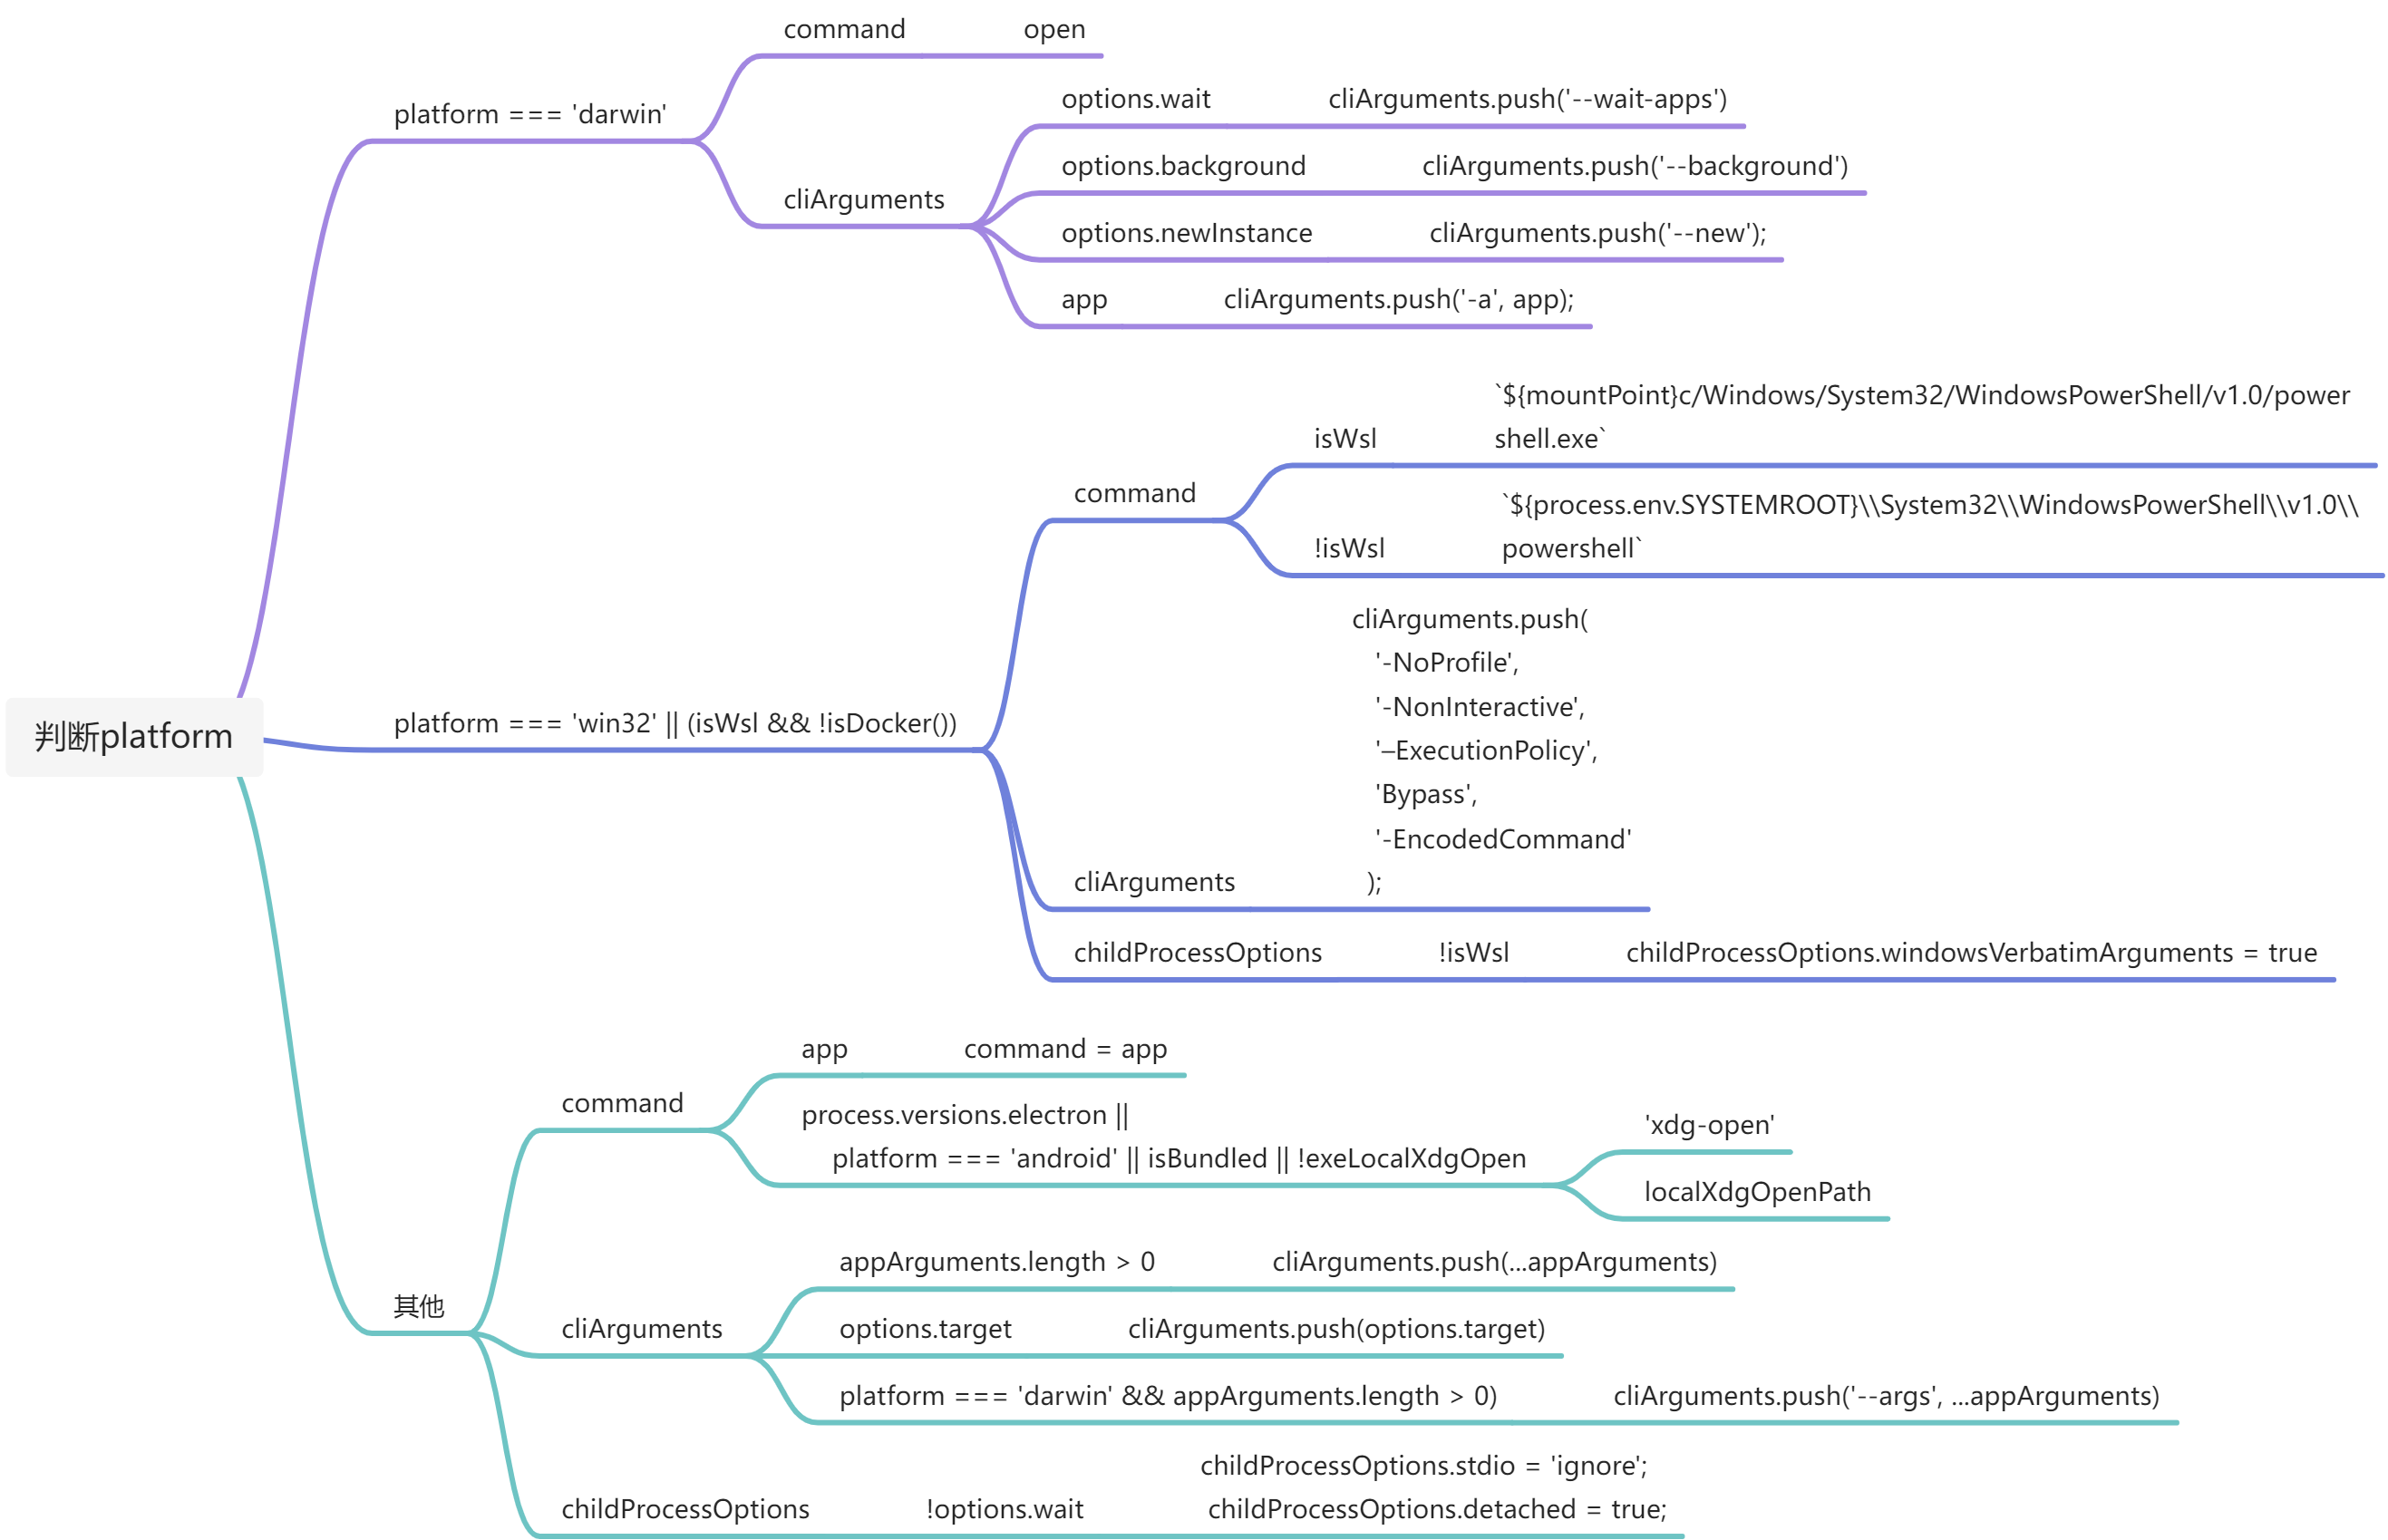 判断platform
platform === 'darwin'
command
open
cliArguments
options.wait
cliArguments.push('--wait-apps')
options.background
cliArguments.push('--background')
options.newInstance
cliArguments.push('--new');
app
cliArguments.push('-a', app);
platform === 'win32' || (isWsl && !isDocker())
command
isWsl
`${mountPoint}c/Windows/System32/WindowsPowerShell/v1.0/power
shell.exe`
!isWsl
`${process.env.SYSTEMROOT}\\System32\\WindowsPowerShell\\v1.0\\
powershell`
cliArguments
cliArguments.push(
'-NoProfile',
'-NonInteractive',
'–ExecutionPolicy',
'Bypass',
'-EncodedCommand'
);
childProcessOptions
!isWsl
childProcessOptions.windowsVerbatimArguments = true
其他
command
app
command = app
process.versions.electron ||
platform === 'android' || isBundled || !exeLocalXdgOpen
'xdg-open'
localXdgOpenPath
cliArguments
appArguments.length > 0
cliArguments.push(...appArguments)
options.target
cliArguments.push(options.target)
platform === 'darwin' && appArguments.length > 0)
cliArguments.push('--args', ...appArguments)
childProcessOptions
!options.wait
childProcessOptions.stdio = 'ignore';
childProcessOptions.detached = true;